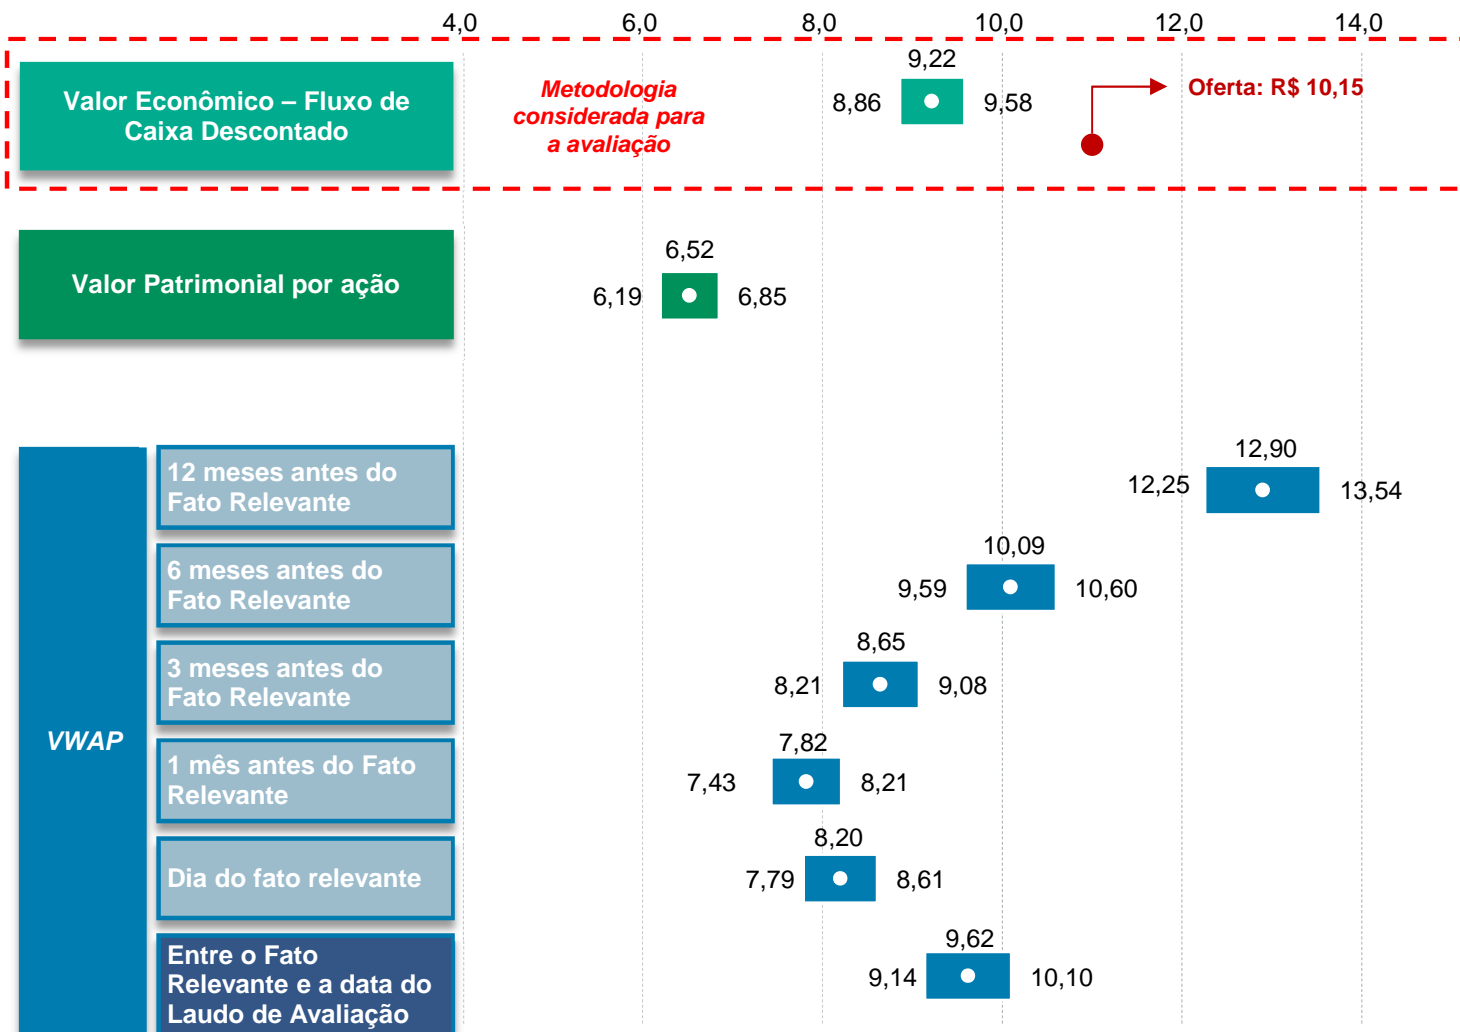 4,0 6,0 8,0 10,0 12,0 14,0
Valor Econômico – Fluxo de
Caixa Descontado
Metodologia
considerada para
a avaliação
9,22
8,86 9,58
Oferta: R$ 10,15
Valor Patrimonial por ação
6,52
6,19 6,85
VWAP
12 meses antes do
Fato Relevante
12,90
12,25 13,54
6 meses antes do
Fato Relevante
10,09
9,59 10,60
3 meses antes do
Fato Relevante
8,65
8,21 9,08
1 mês antes do Fato
Relevante
7,82
7,43 8,21
Dia do fato relevante
8,20
7,79 8,61
Entre o Fato
Relevante e a data do
Laudo de Avaliação
9,62
9,14 10,10